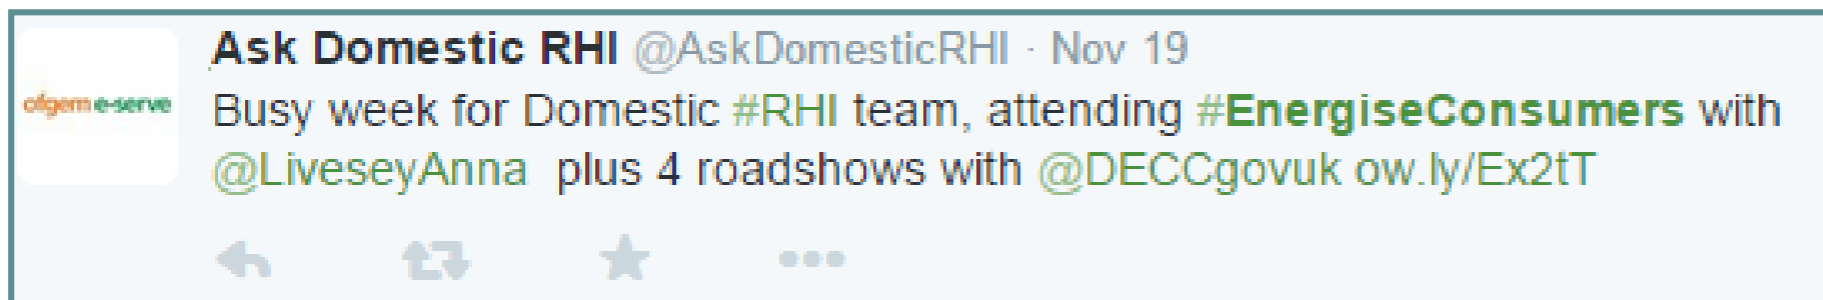 Ask Domestic RHI @AskDomesticRHI · Nov 19
ofgem e-serve
Busy week for Domestic #RHI team, attending #EnergiseConsumers with
@LiveseyAnna plus 4 roadshows with @DECCgovuk ow.ly/Ex2tT